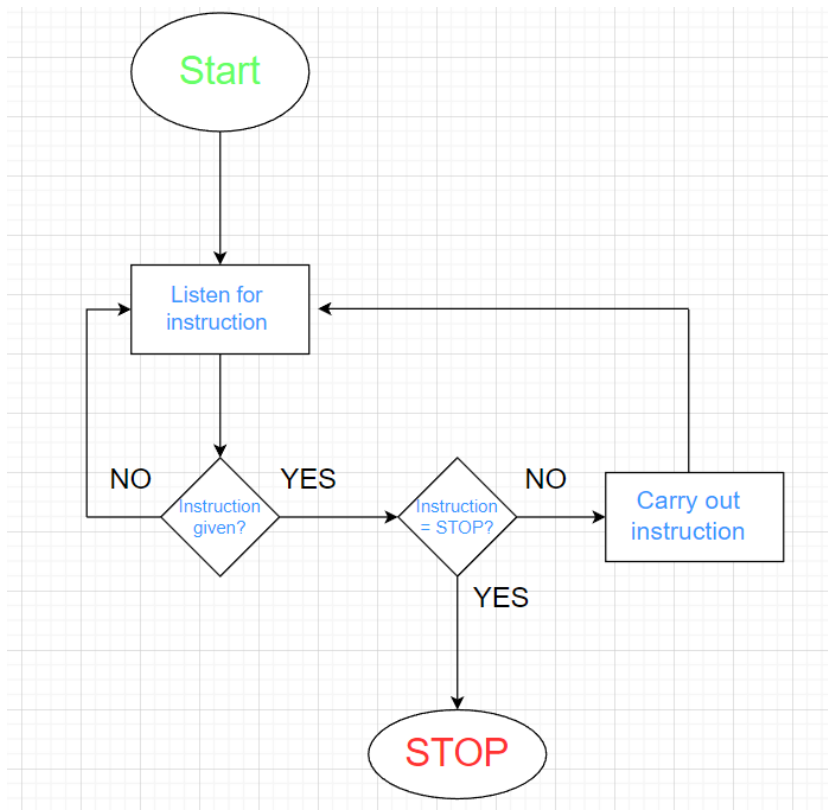 Start
Listen for
instruction
NO
YES
NO
Instruction
given?
Instruction
= STOP?
Carry out
instruction
YES
STOP